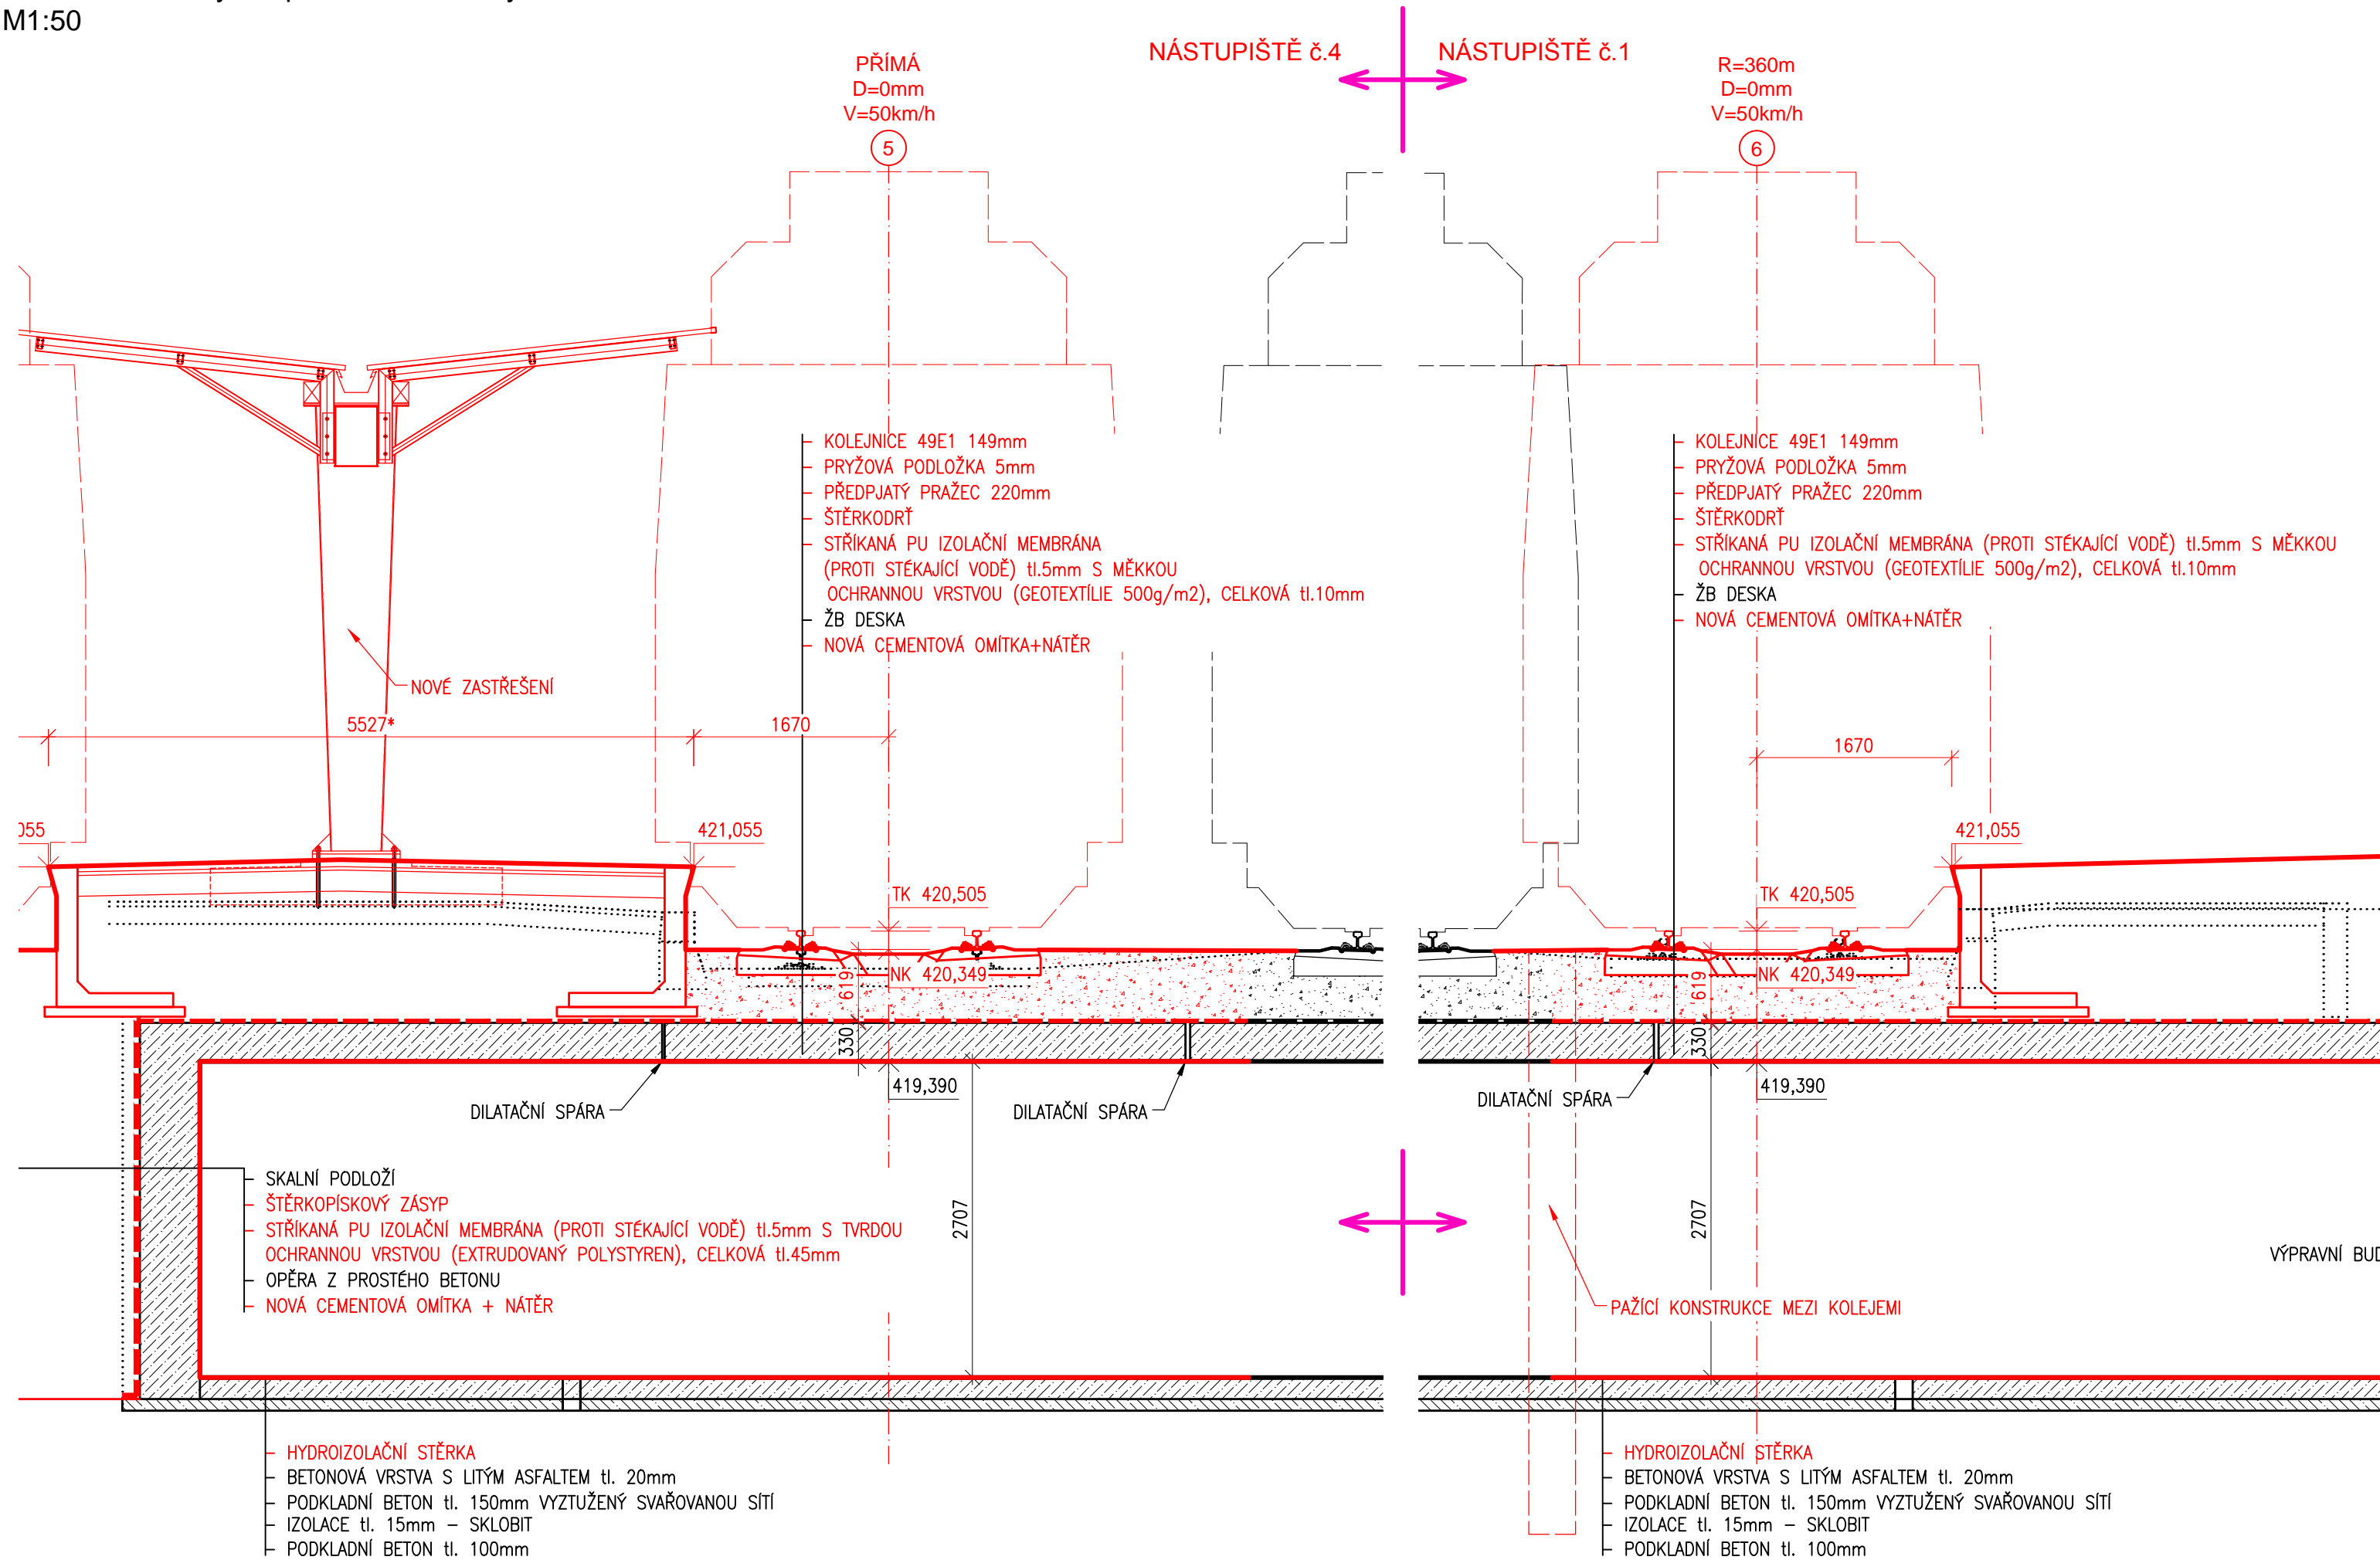 M1:50
NÁSTUPIŠTĚ č.4
NÁSTUPIŠTĚ č.1
PŘÍMÁ
D=0mm
V=50km/h
5
R=360m
D=0mm
V=50km/h
6
KOLEJNICE 49E1 149mm
PRYŽOVÁ PODLOŽKA 5mm
PŘEDPJATÝ PRAŽEC 220mm
ŠTĚRKODRŤ
STŘÍKANÁ PU IZOLAČNÍ MEMBRÁNA
(PROTI STÉKAJÍCÍ VODĚ) tl.5mm S MĚKKOU
OCHRANNOU VRSTVOU (GEOTEXTÍLIE 500g/m2), CELKOVÁ tl.10mm
ŽB DESKA
NOVÁ CEMENTOVÁ OMÍTKA+NÁTĚR
KOLEJNICE 49E1 149mm
PRYŽOVÁ PODLOŽKA 5mm
PŘEDPJATÝ PRAŽEC 220mm
ŠTĚRKODRŤ
STŘÍKANÁ PU IZOLAČNÍ MEMBRÁNA (PROTI STÉKAJÍCÍ VODĚ) tl.5mm S MĚKKOU
OCHRANNOU VRSTVOU (GEOTEXTÍLIE 500g/m2), CELKOVÁ tl.10mm
ŽB DESKA
NOVÁ CEMENTOVÁ OMÍTKA+NÁTĚR
NOVÉ ZASTŘEŠENÍ
5527*
1670
1670
055
421,055
421,055
TK 420,505
TK 420,505
NK 420,349
NK 420,349
619
619
330
330
419,390
419,390
DILATAČNÍ SPÁRA
DILATAČNÍ SPÁRA
DILATAČNÍ SPÁRA
2707
2707
SKALNÍ PODLOŽÍ
ŠTĚRKOPÍSKOVÝ ZÁSYP
STŘÍKANÁ PU IZOLAČNÍ MEMBRÁNA (PROTI STÉKAJÍCÍ VODĚ) tl.5mm S TVRDOU
OCHRANNOU VRSTVOU (EXTRUDOVANÝ POLYSTYREN), CELKOVÁ tl.45mm
OPĚRA Z PROSTÉHO BETONU
NOVÁ CEMENTOVÁ OMÍTKA + NÁTĚR
VÝPRAVNÍ BUD
PAŽÍCÍ KONSTRUKCE MEZI KOLEJEMI
HYDROIZOLAČNÍ STĚRKA
BETONOVÁ VRSTVA S LITÝM ASFALTEM tl. 20mm
PODKLADNÍ BETON tl. 150mm VYZTUŽENÝ SVAŘOVANOU SÍTÍ
IZOLACE tl. 15mm – SKLOBIT
PODKLADNÍ BETON tl. 100mm
HYDROIZOLAČNÍ STĚRKA
BETONOVÁ VRSTVA S LITÝM ASFALTEM tl. 20mm
PODKLADNÍ BETON tl. 150mm VYZTUŽENÝ SVAŘOVANOU SÍTÍ
IZOLACE tl. 15mm – SKLOBIT
PODKLADNÍ BETON tl. 100mm